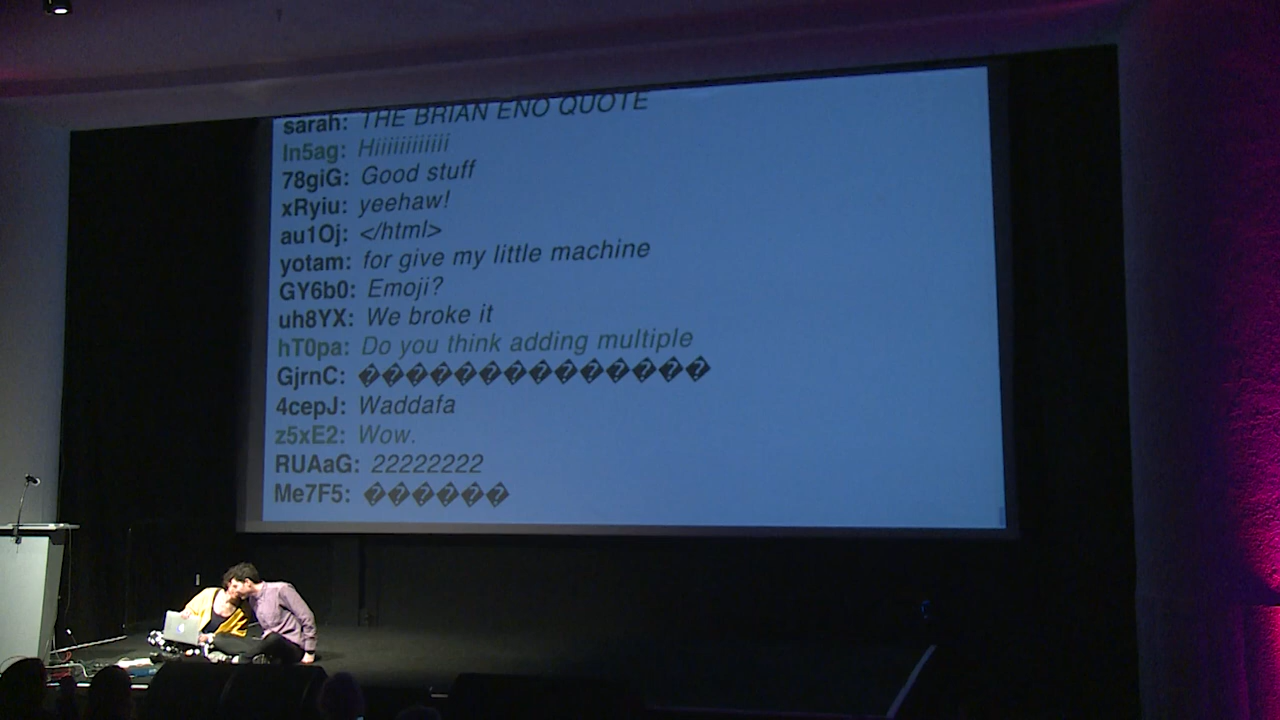 sarah: THE BRIAN ENO QUOTE
ln5ag: Hiiiiiiiiiiiii
78giG: Good stuff
xRyiu: yeehaw!
au1Oj: </html>
yotam: for give my little machine
GY6b0: Emoji?
uh8YX: We broke it
hT0pa: Do you think adding multiple
GjrnC: ��������������
4cepJ: Waddafa
z5xE2: Wow.
RUAaG: 22222222
Me7F5: ������